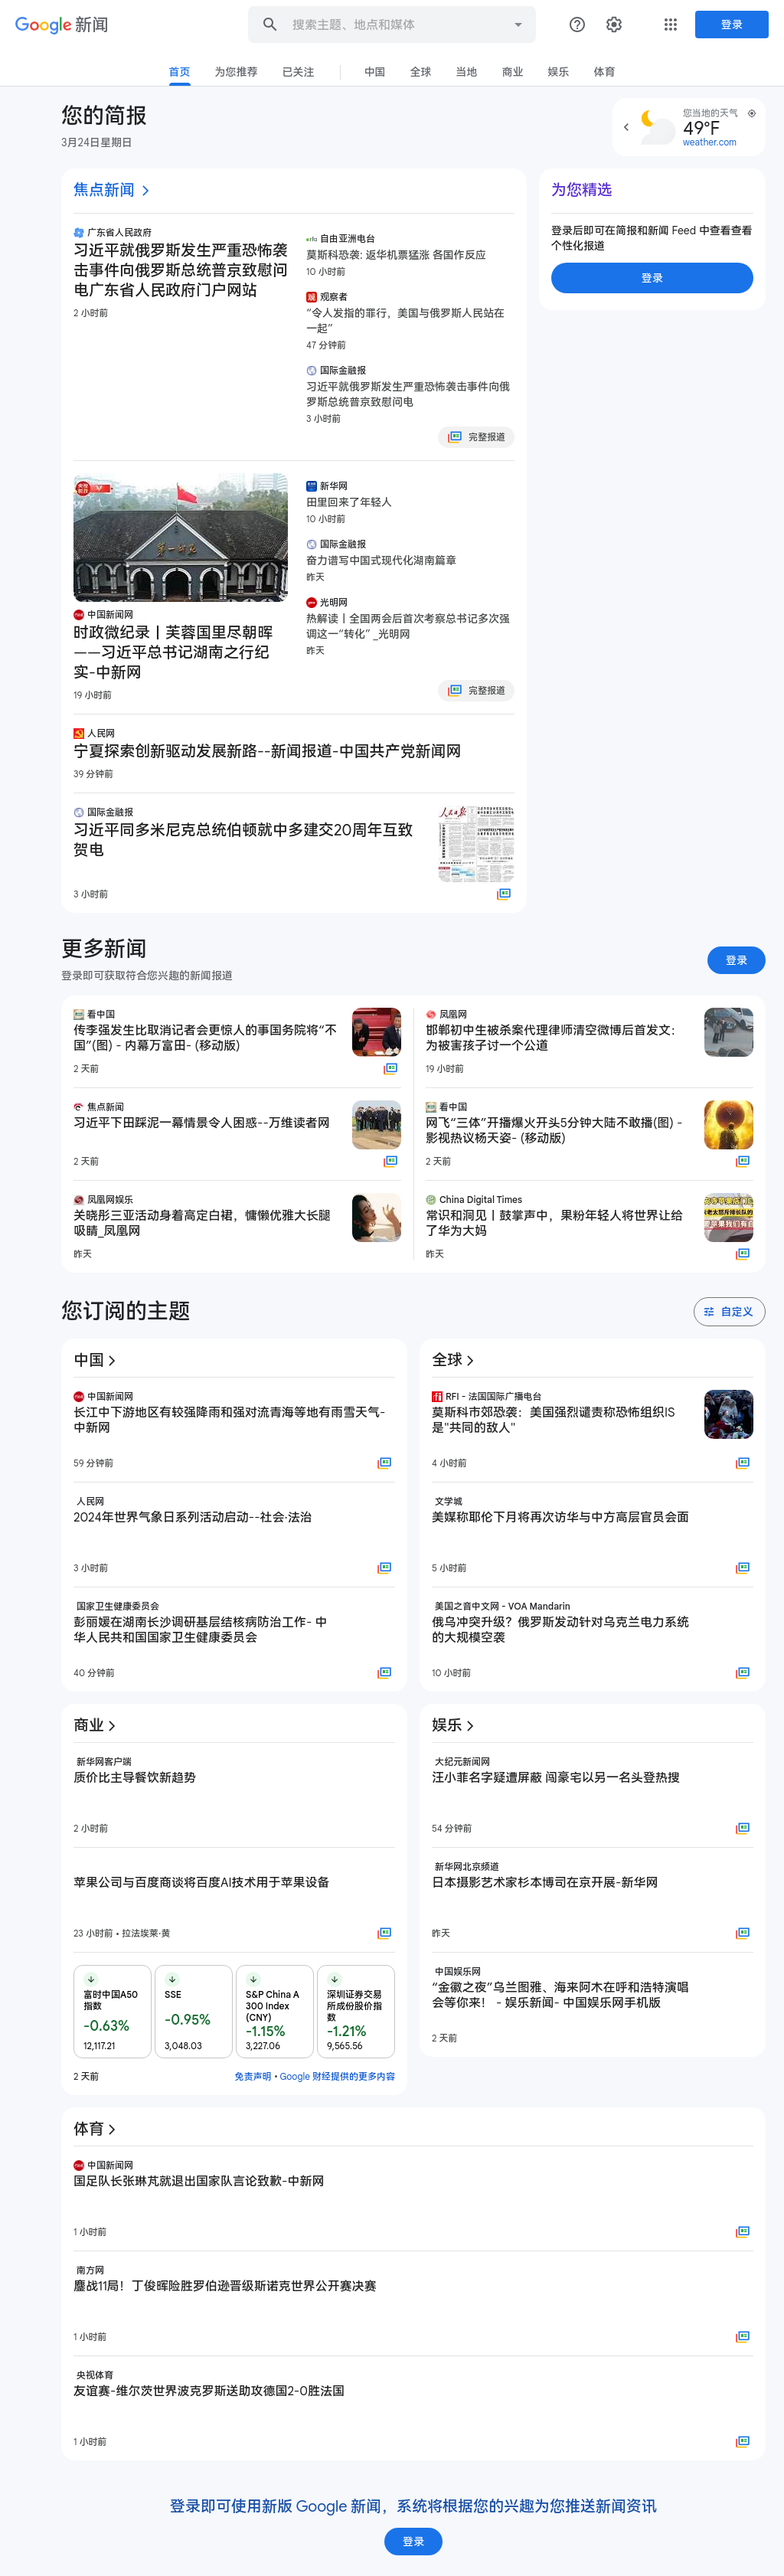 Google 新闻
搜索主题、地点和媒体
登录
首页
为您推荐
已关注
中国
全球
当地
商业
娱乐
体育
您的简报
3月24日星期日
您当地的天气
49°F
weather.com
焦点新闻
广东省人民政府
习近平就俄罗斯发生严重恐怖袭
击事件向俄罗斯总统普京致慰问
电广东省人民政府门户网站
2 小时前
自由亚洲电台
莫斯科恐袭: 返华机票猛涨 各国作反应
10 小时前
观察者
“令人发指的罪行，美国与俄罗斯人民站在
一起”
47 分钟前
国际金融报
习近平就俄罗斯发生严重恐怖袭击事件向俄
罗斯总统普京致慰问电
3 小时前
完整报道
为您精选
登录后即可在简报和新闻 Feed 中查看查看
个性化报道
登录
中国新闻网
时政微纪录丨芙蓉国里尽朝晖
——习近平总书记湖南之行纪
实-中新网
19 小时前
新华网
田里回来了年轻人
10 小时前
国际金融报
奋力谱写中国式现代化湖南篇章
昨天
光明网
热解读丨全国两会后首次考察总书记多次强
调这一“转化” _光明网
昨天
完整报道
人民网
宁夏探索创新驱动发展新路--新闻报道-中国共产党新闻网
39 分钟前
国际金融报
习近平同多米尼克总统伯顿就中多建交20周年互致
贺电
3 小时前
更多新闻
登录即可获取符合您兴趣的新闻报道
登录
看中国
传李强发生比取消记者会更惊人的事国务院将“不
国”(图) - 内幕万富田- (移动版)
2 天前
焦点新闻
习近平下田踩泥一幕情景令人困惑--万维读者网
2 天前
凤凰网娱乐
关晓彤三亚活动身着高定白裙，慵懒优雅大长腿
吸睛_凤凰网
昨天
凤凰网
邯郸初中生被杀案代理律师清空微博后首发文：
为被害孩子讨一个公道
19 小时前
看中国
网飞“三体”开播爆火开头5分钟大陆不敢播(图) -
影视热议杨天姿- (移动版)
2 天前
China Digital Times
常识和洞见丨鼓掌声中，果粉年轻人将世界让给
了华为大妈
昨天
您订阅的主题
自定义
中国
中国新闻网
长江中下游地区有较强降雨和强对流青海等地有雨雪天气-
中新网
59 分钟前
人民网
2024年世界气象日系列活动启动--社会·法治
3 小时前
国家卫生健康委员会
彭丽媛在湖南长沙调研基层结核病防治工作- 中
华人民共和国国家卫生健康委员会
40 分钟前
全球
RFI - 法国国际广播电台
莫斯科市郊恐袭：美国强烈谴责称恐怖组织IS
是"共同的敌人"
4 小时前
文学城
美媒称耶伦下月将再次访华与中方高层官员会面
5 小时前
美国之音中文网 - VOA Mandarin
俄乌冲突升级？俄罗斯发动针对乌克兰电力系统
的大规模空袭
10 小时前
商业
新华网客户端
质价比主导餐饮新趋势
2 小时前
苹果公司与百度商谈将百度AI技术用于苹果设备
23 小时前 • 拉法埃莱·黄
富时中国A50
指数
-0.63%
12,117.21
SSE
-0.95%
3,048.03
S&P China A
300 Index
(CNY)
-1.15%
3,227.06
深圳证券交易
所成份股价指
数
-1.21%
9,565.56
2 天前
免责声明 • Google 财经提供的更多内容
娱乐
大纪元新闻网
汪小菲名字疑遭屏蔽 闾豪宅以另一名头登热搜
54 分钟前
新华网北京频道
日本摄影艺术家杉本博司在京开展-新华网
昨天
中国娱乐网
“金徽之夜”乌兰图雅、海来阿木在呼和浩特演唱
会等你来！ - 娱乐新闻- 中国娱乐网手机版
2 天前
体育
中国新闻网
国足队长张琳芃就退出国家队言论致歉-中新网
1 小时前
南方网
鏖战11局！丁俊晖险胜罗伯逊晋级斯诺克世界公开赛决赛
1 小时前
央视体育
友谊赛-维尔茨世界波克罗斯送助攻德国2-0胜法国
1 小时前
登录即可使用新版 Google 新闻，系统将根据您的兴趣为您推送新闻资讯
登录